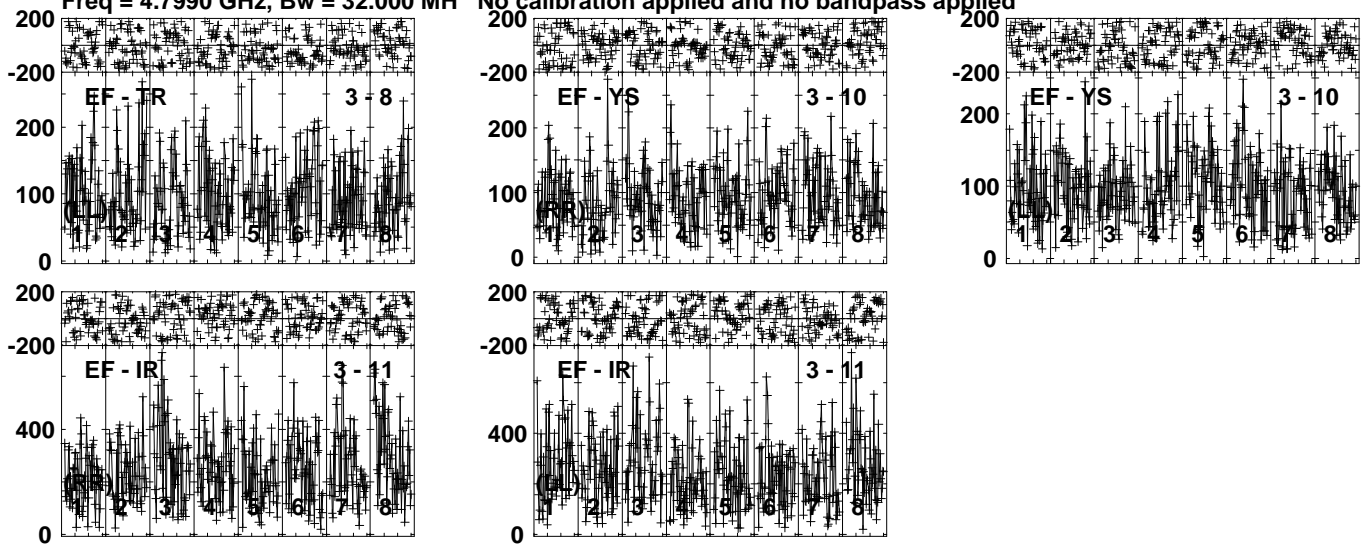 Freq = 4.7990 GHz, Bw = 32.000 MH No calibration applied and no bandpass applied
200
-200
EF - TR 3 - 8
200
100
0
(LL)
1 2 3 4 5 6 7 8
200
-200
EF - YS 3 - 10
200
100
0
(RR)
1 2 3 4 5 6 7 8
200
-200
EF - YS 3 - 10
200
100
0
(LL)
1 2 3 4 5 6 7 8
200
-200
EF - IR 3 - 11
400
0
(RR)
1 2 3 4 5 6 7 8
200
-200
EF - IR 3 - 11
400
0
(LL)
1 2 3 4 5 6 7 8